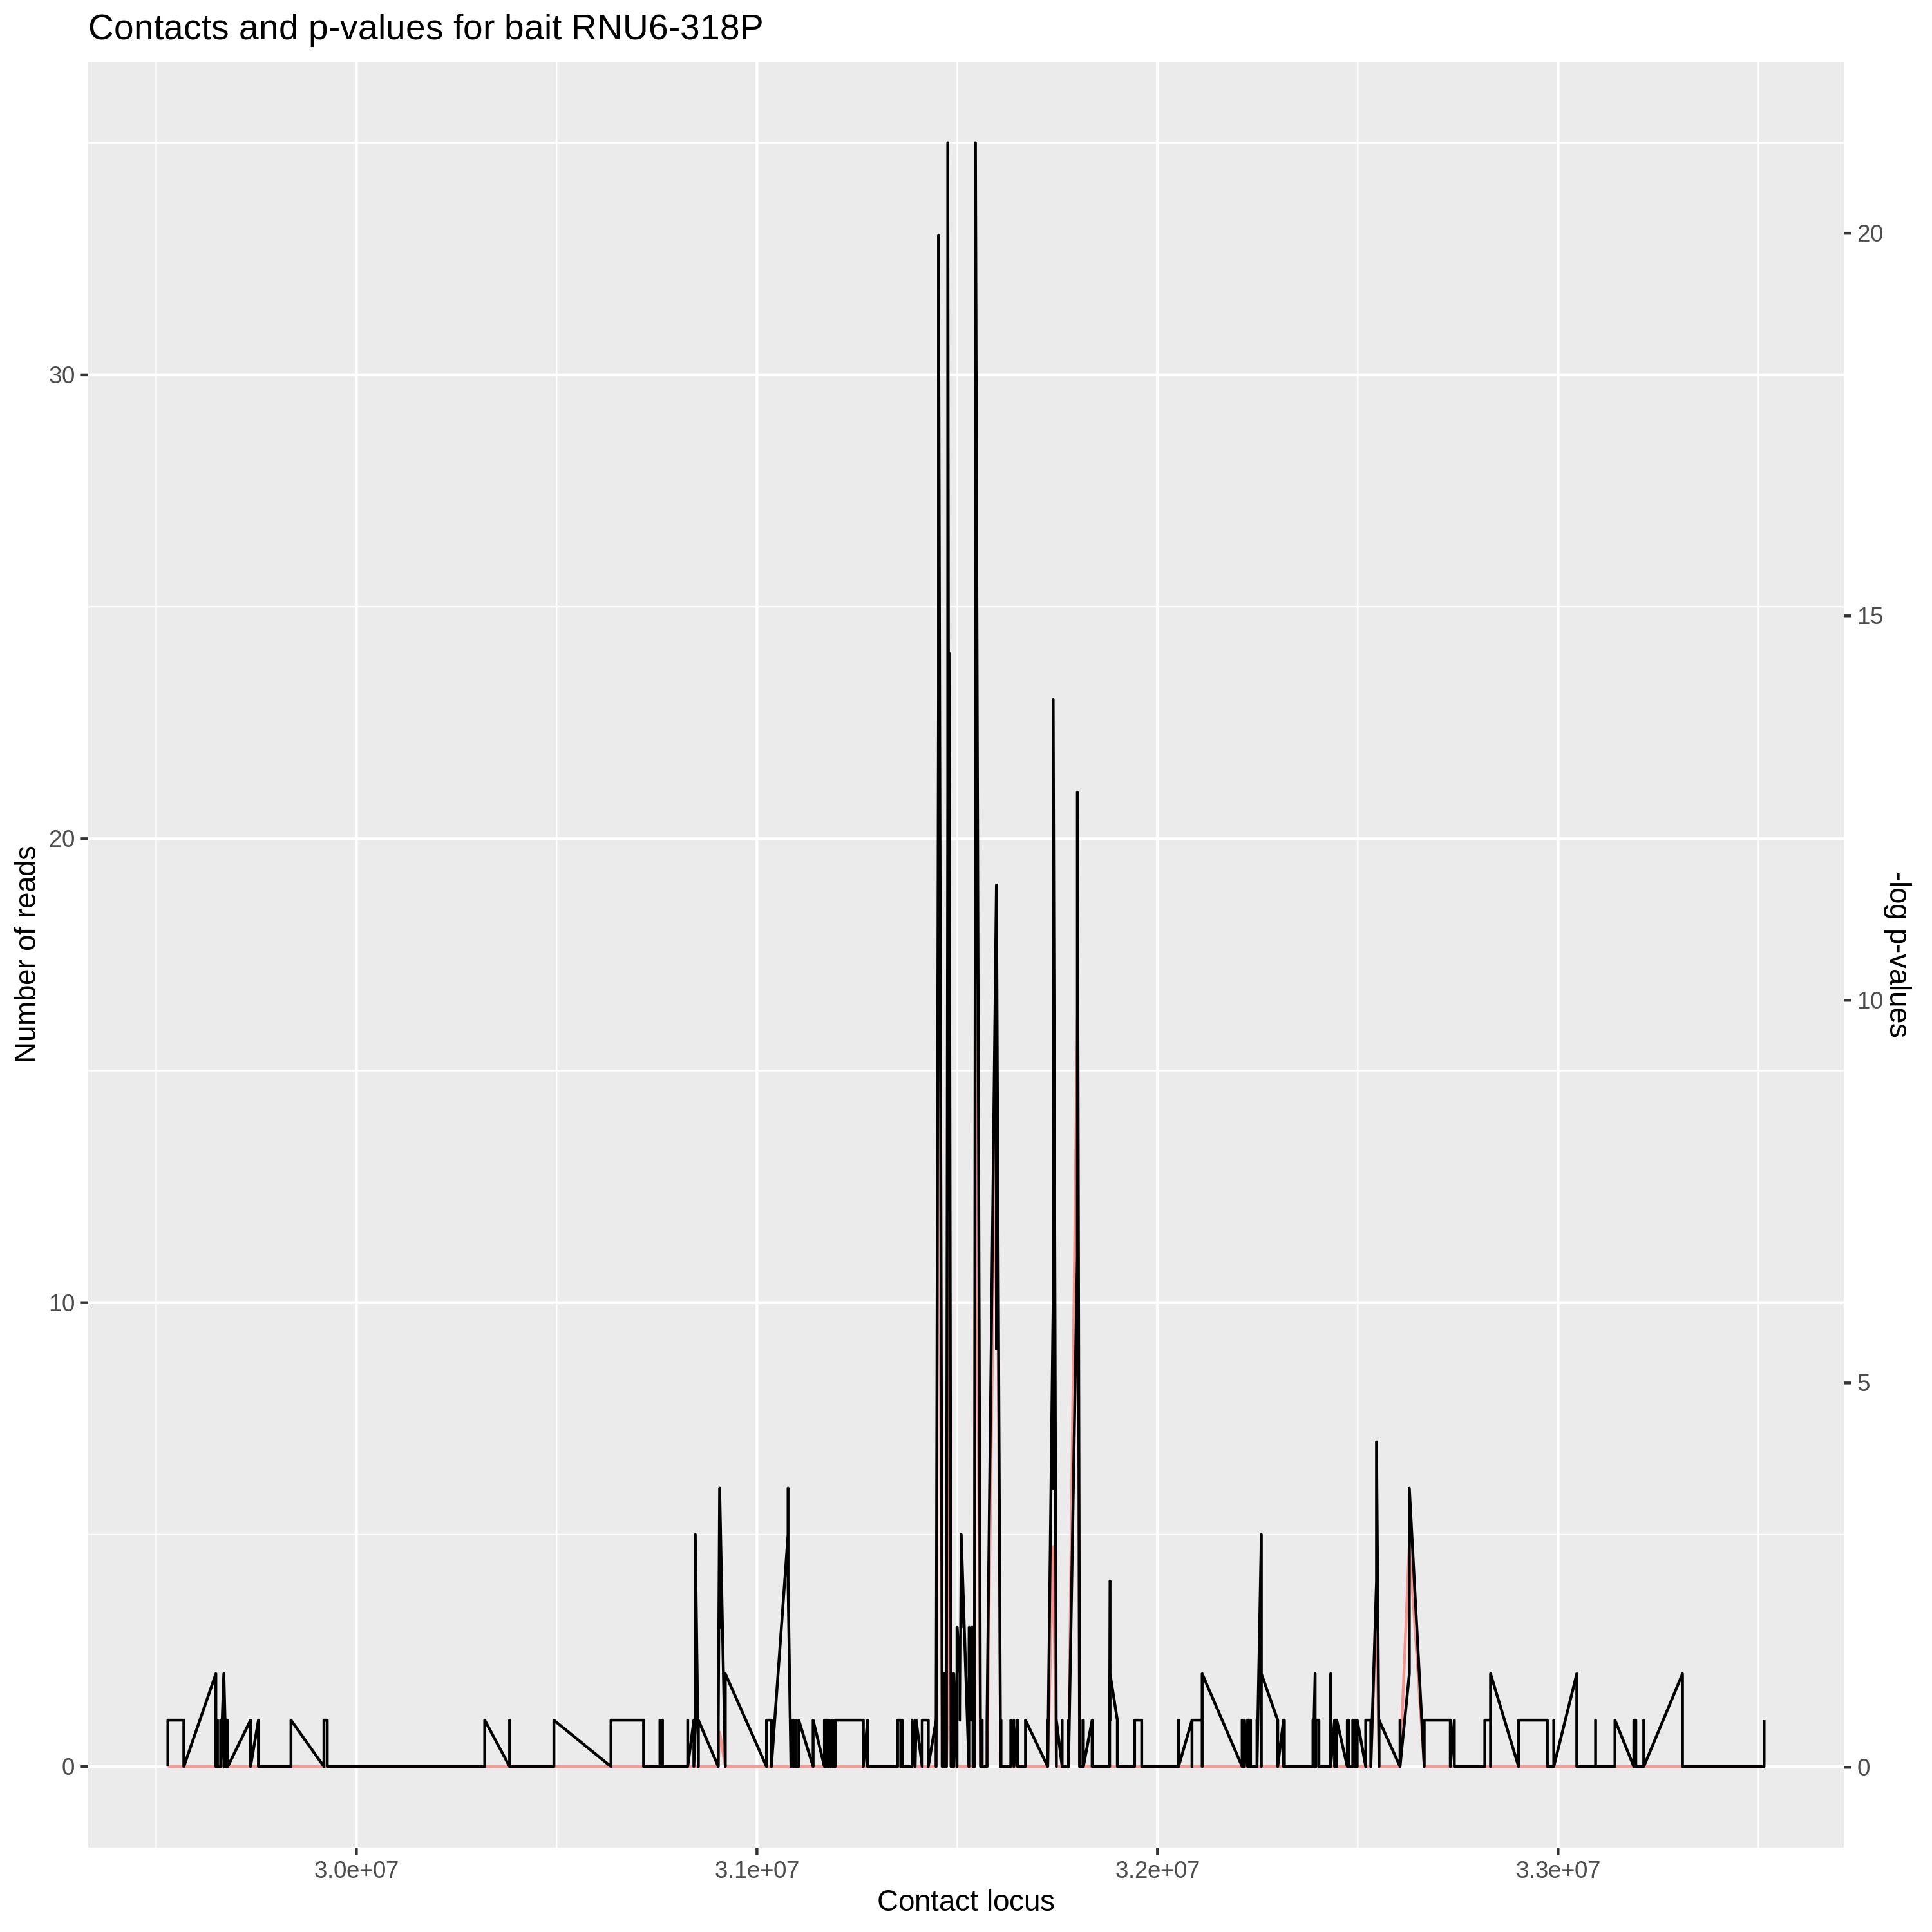 Contacts and p-values for bait RNU6-318P
30
20
10
0
20
15
10
5
0
Number of reads
-log p-values
3.0e+07 3.1e+07 3.2e+07 3.3e+07
Contact locus